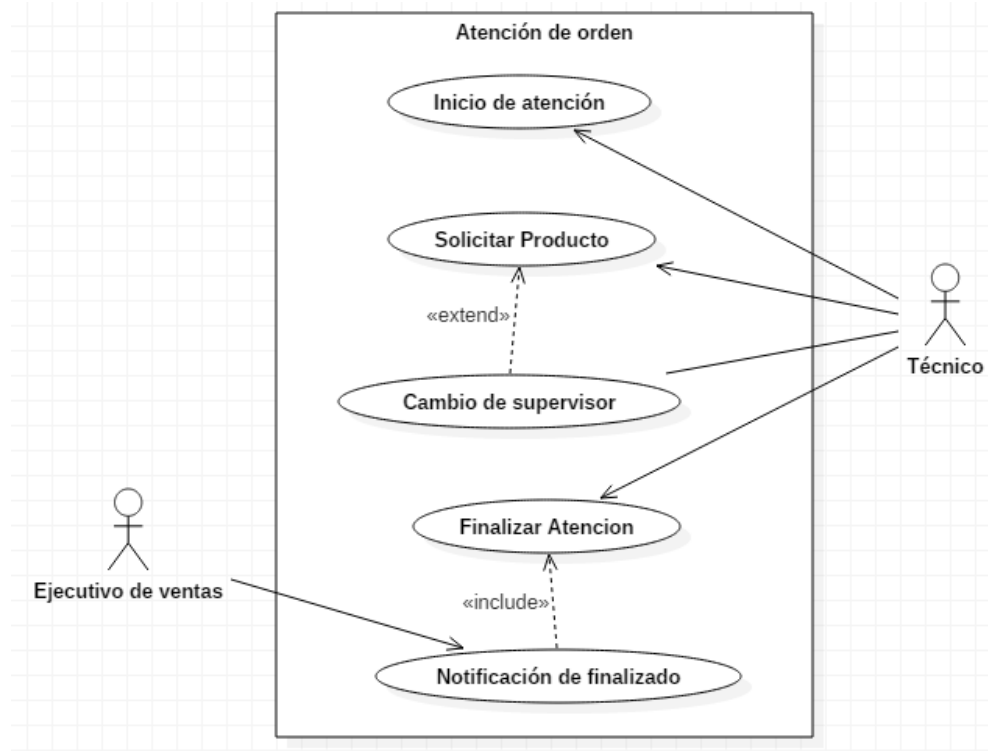 Atención de orden
Inicio de atención
Solicitar Producto
«extend»
Técnico
Cambio de supervisor
Finalizar Atencion
Ejecutivo de ventas
«include»
Notificación de finalizado